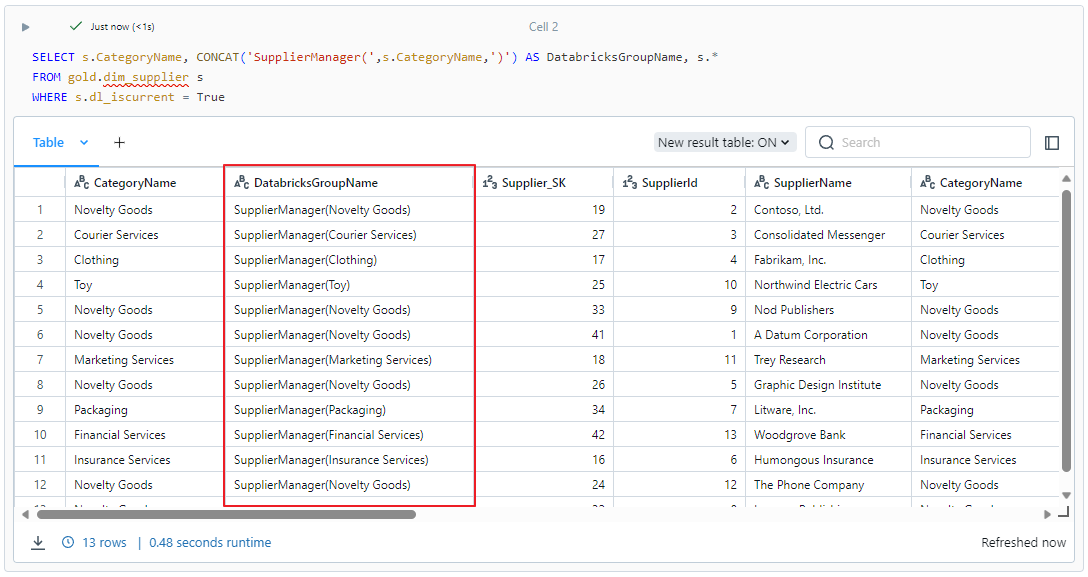 Just now (<1s)
Cell 2
SELECT s.CategoryName, CONCAT('SupplierManager(',s.CategoryName,')') AS DatabricksGroupName, s.*
FROM gold.dim_supplier s
WHERE s.dl_iscurrent = True
Table
+
New result table: ON
Search
CategoryName DatabricksGroupName Supplier_SK SupplierId SupplierName CategoryName
1 Novelty Goods SupplierManager(Novelty Goods) 19 2 Contoso, Ltd. Novelty Goods
2 Courier Services SupplierManager(Courier Services) 27 3 Consolidated Messenger Courier Services
3 Clothing SupplierManager(Clothing) 17 4 Fabrikam, Inc. Clothing
4 Toy SupplierManager(Toy) 25 10 Northwind Electric Cars Toy
5 Novelty Goods SupplierManager(Novelty Goods) 33 9 Nod Publishers Novelty Goods
6 Novelty Goods SupplierManager(Novelty Goods) 41 1 A Datum Corporation Novelty Goods
7 Marketing Services SupplierManager(Marketing Services) 18 11 Trey Research Marketing Services
8 Novelty Goods SupplierManager(Novelty Goods) 26 5 Graphic Design Institute Novelty Goods
9 Packaging SupplierManager(Packaging) 34 7 Litware, Inc. Packaging
10 Financial Services SupplierManager(Financial Services) 42 13 Woodgrove Bank Financial Services
11 Insurance Services SupplierManager(Insurance Services) 16 6 Humongous Insurance Insurance Services
12 Novelty Goods SupplierManager(Novelty Goods) 24 12 The Phone Company Novelty Goods
13 rows | 0.48 seconds runtime
Refreshed now